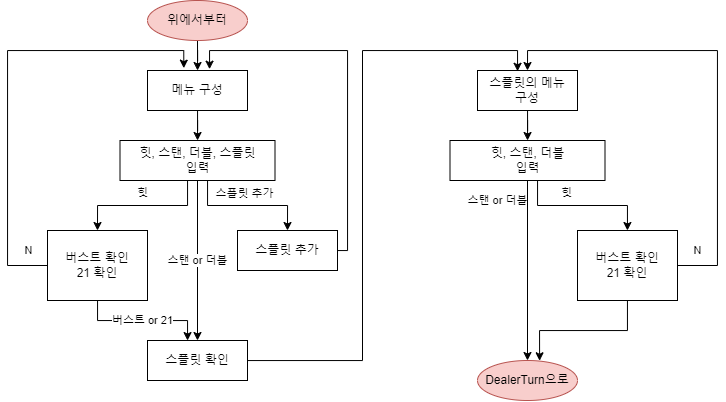 위에서부터
메뉴 구성
힛, 스탠, 더블, 스플릿
입력
힛
스플릿 추가
버스트 확인
21 확인
스플릿 추가
N
스탠 or 더블
버스트 or 21
스플릿 확인
스플릿의 메뉴
구성
힛, 스탠, 더블
입력
스탠 or 더블
힛
버스트 확인
21 확인
N
DealerTurn으로